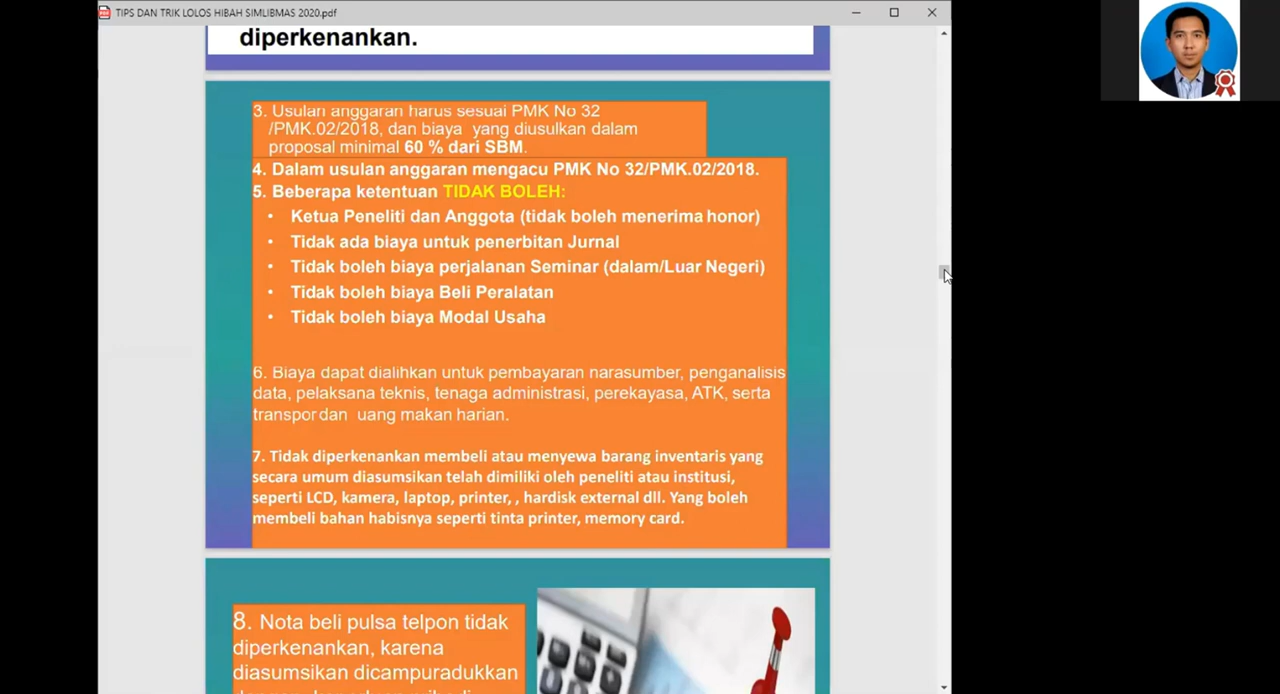 TIPS DAN TRIK LOLOS HIBAH SIMLIBMAS 2020.pdf
diperkenankan.
3. Usulan anggaran harus sesuai PMK No 32
/PMK.02/2018, dan biaya yang diusulkan dalam
proposal minimal 60 % dari SBM.
4. Dalam usulan anggaran mengacu PMK No 32/PMK.02/2018.
5. Beberapa ketentuan TIDAK BOLEH:
• Ketua Peneliti dan Anggota (tidak boleh menerima honor)
• Tidak ada biaya untuk penerbitan Jurnal
• Tidak boleh biaya perjalanan Seminar (dalam/Luar Negeri)
• Tidak boleh biaya Beli Peralatan
• Tidak boleh biaya Modal Usaha
6. Biaya dapat dialihkan untuk pembayaran narasumber, penganalisis
data, pelaksana teknis, tenaga administrasi, perekayasa, ATK, serta
transpor dan uang makan harian.
7. Tidak diperkenankan membeli atau menyewa barang inventaris yang
secara umum diasumsikan telah dimiliki oleh peneliti atau institusi,
seperti LCD, kamera, laptop, printer, , hardisk external dll. Yang boleh
membeli bahan habisnya seperti tinta printer, memory card.
8. Nota beli pulsa telpon tidak
diperkenankan, karena
diasumsikan dicampuradukkan